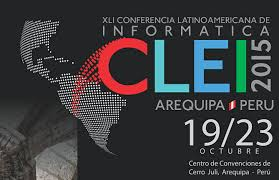 XLI CONFERENCIA LATINOAMERICANA DE
INFORMATICA
CLEI 2015
AREQUIPA PERU
19/23
OCTUBRE
Centro de Convenciones de
Cerro Juli, Arequipa - Perú